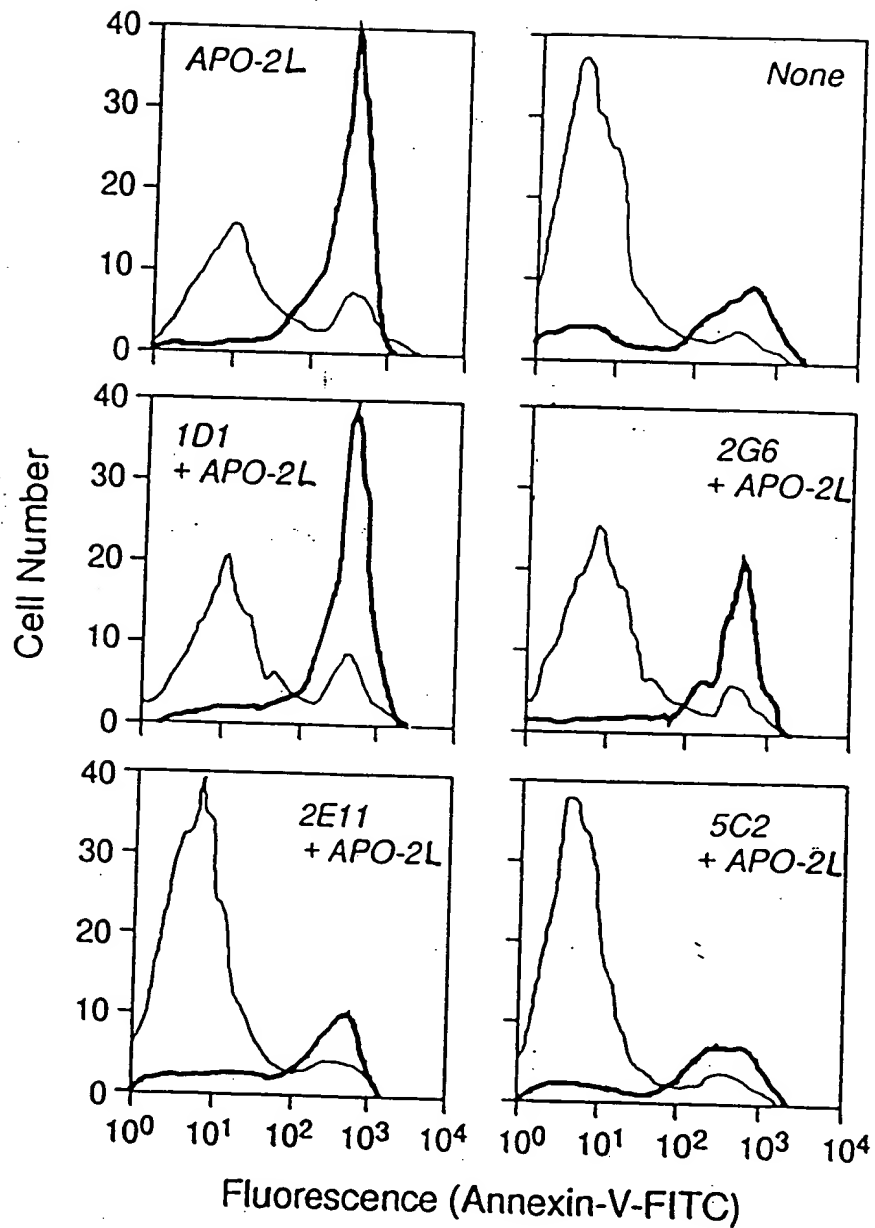 40
30
20
10
0
APO-2L
None
40
30
20
10
0
1D1
+ APO-2L
2G6
+ APO-2L
Cell Number
40
30
20
10
0
2E11
+ APO-2L
5C2
+ APO-2L
10⁰ 10¹ 10² 10³ 10⁴
10⁰ 10¹ 10² 10³ 10⁴
Fluorescence (Annexin-V-FITC)